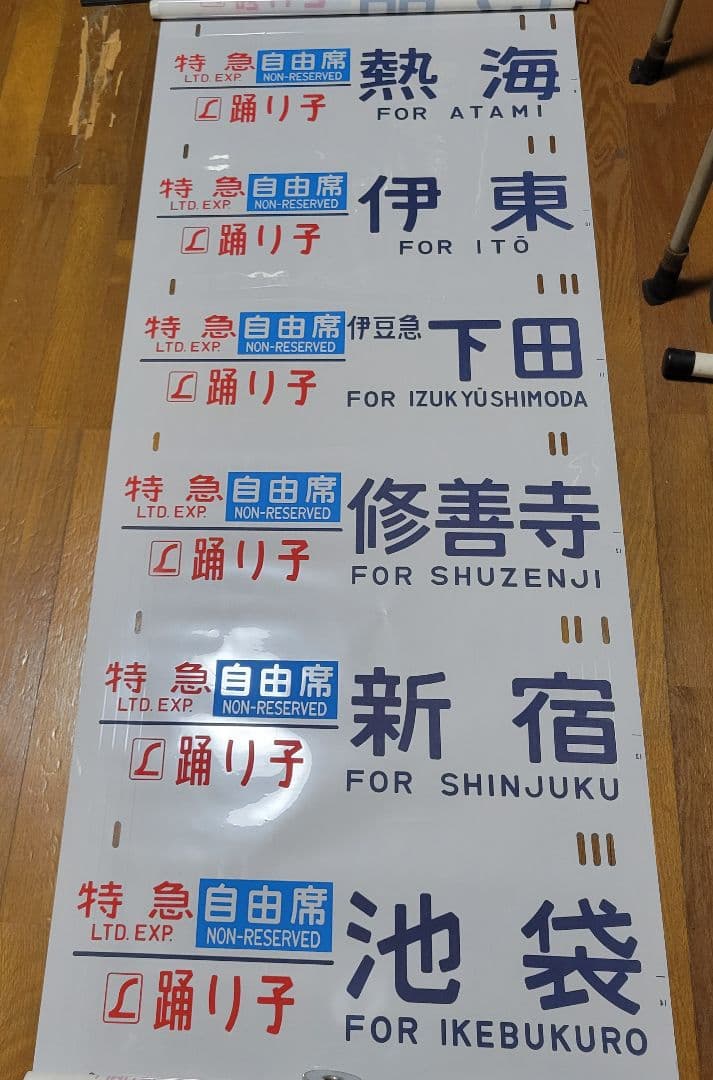 特急 自由席 熱海
LTD. EXP. NON-RESERVED
踊り子 FOR ATAMI
特急 自由席 伊東
LTD. EXP. NON-RESERVED
踊り子 FOR ITŌ
特急 自由席 伊豆急下田
LTD. EXP. NON-RESERVED
踊り子 FOR IZUKYŪSHIMODA
特急 自由席 修善寺
LTD. EXP. NON-RESERVED
踊り子 FOR SHUZENJI
特急 自由席 新宿
LTD. EXP. NON-RESERVED
踊り子 FOR SHINJUKU
特急 自由席 池袋
LTD. EXP. NON-RESERVED
踊り子 FOR IKEBUKURO